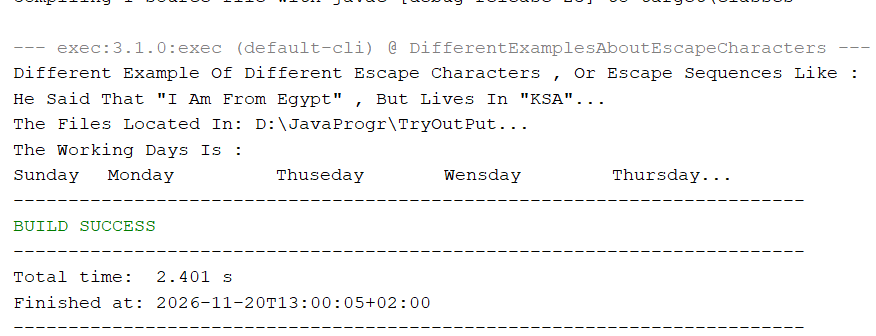 --- exec:3.1.0:exec (default-cli) @ DifferentExamplesAboutEscapeCharacters ---
Different Example Of Different Escape Characters , Or Escape Sequences Like :
He Said That "I Am From Egypt" , But Lives In "KSA"...
The Files Located In: D:\JavaProgr\TryOutPut...
The Working Days Is :
Sunday Monday Thuseday Wensday Thursday...
------------------------------------------------------------------------
BUILD SUCCESS
------------------------------------------------------------------------
Total time:  2.401 s
Finished at: 2026-11-20T13:00:05+02:00
------------------------------------------------------------------------